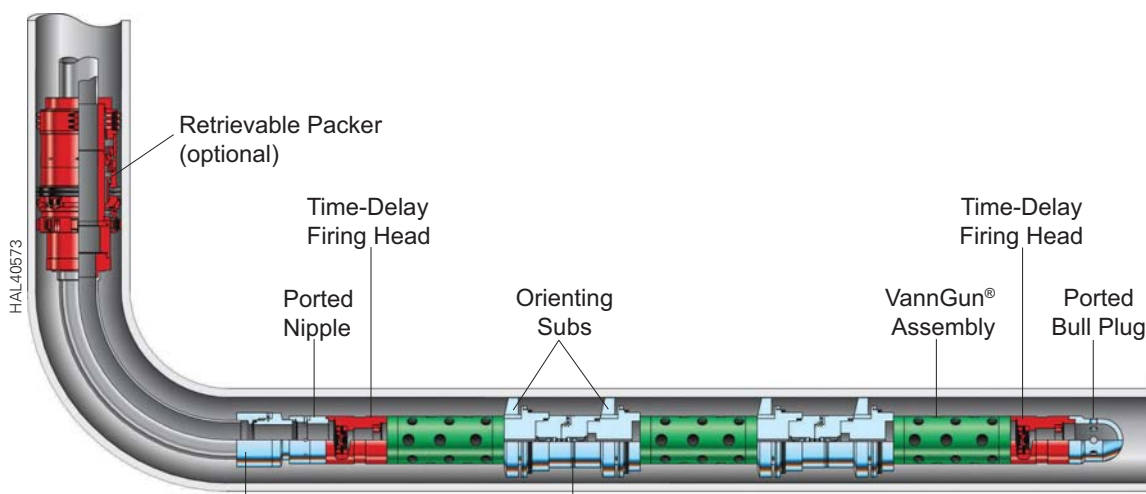 Retrievable Packer
(optional)
Time-Delay
Firing Head
Time-Delay
Firing Head
HAL40573
Ported
Nipple
Orienting
Subs
VannGun®
Assembly
Ported
Bull Plug